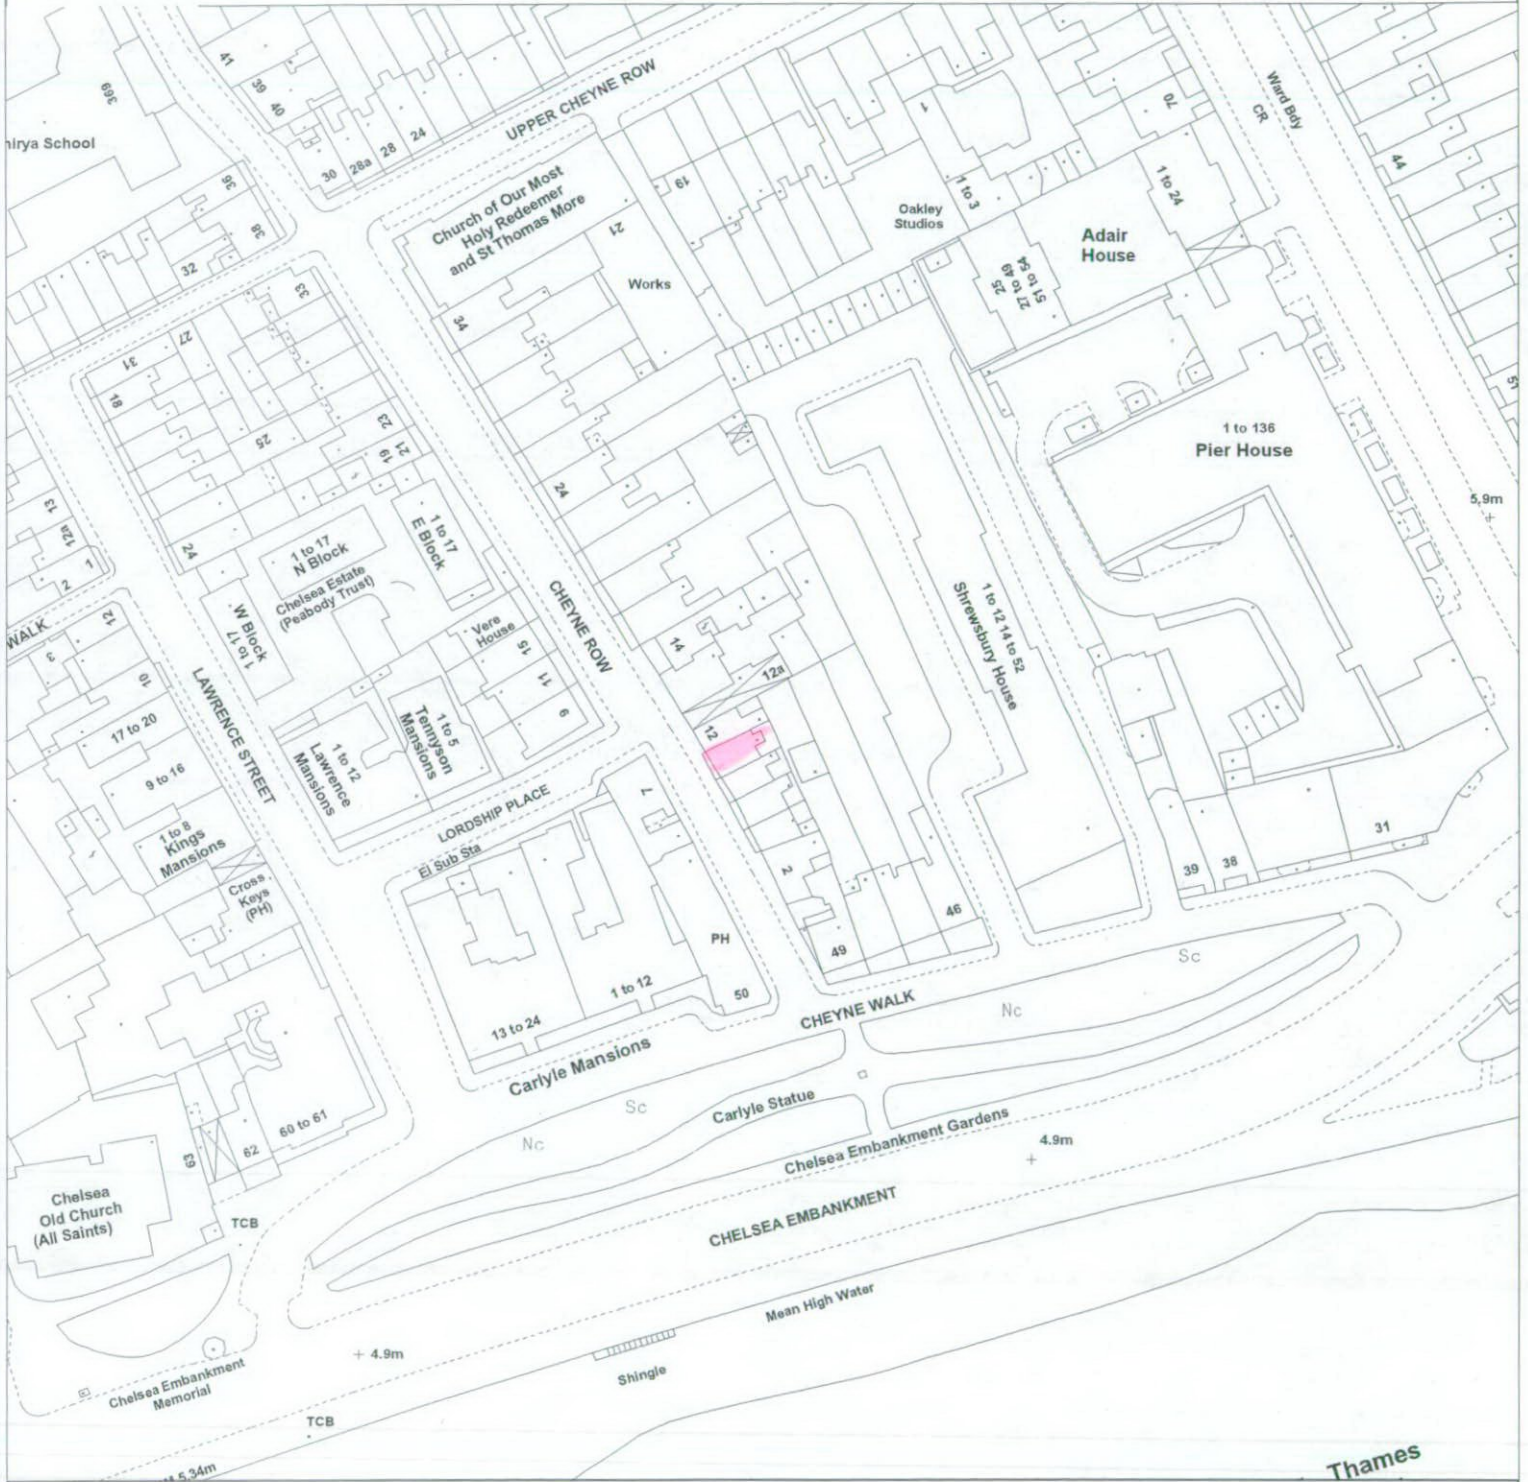 41
39
40
369
hirya School
30
28a
28
24
UPPER CHEYNE ROW
36
38
32
Church of Our Most
Holy Redeemer
and St Thomas More
19
21
Works
34
1
Oakley
Studios
1 to 3
70
1 to 24
Adair
House
25
27 to 49
51 to 54
Ward Bdy
CR
44
51
33
27
31
18
25
23
21
19
24
1 to 136
Pier House
5.9m
13
12a
1
2
WALK
12
3
10
24
1 to 17
N Block
1 to 17
E Block
Chelsea Estate
(Peabody Trust)
W Block
1 to 17
Vere
House
15
11
9
CHEYNE ROW
14
12a
12
1 to 12 14 to 52
Shrewsbury House
LAWRENCE STREET
17 to 20
9 to 16
1 to 8
Kings
Mansions
Cross
Keys
(PH)
1 to 12
Lawrence
Mansions
1 to 5
Tennyson
Mansions
LORDSHIP PLACE
El Sub Sta
7
2
PH
50
49
46
39
38
31
13 to 24
1 to 12
Carlyle Mansions
CHEYNE WALK
Sc
Nc
Sc
Nc
Carlyle Statue
Chelsea Embankment Gardens
4.9m
CHELSEA EMBANKMENT
60 to 61
62
63
Chelsea
Old Church
(All Saints)
TCB
Mean High Water
4.9m
Shingle
Chelsea Embankment
Memorial
TCB
5.34m
Thames